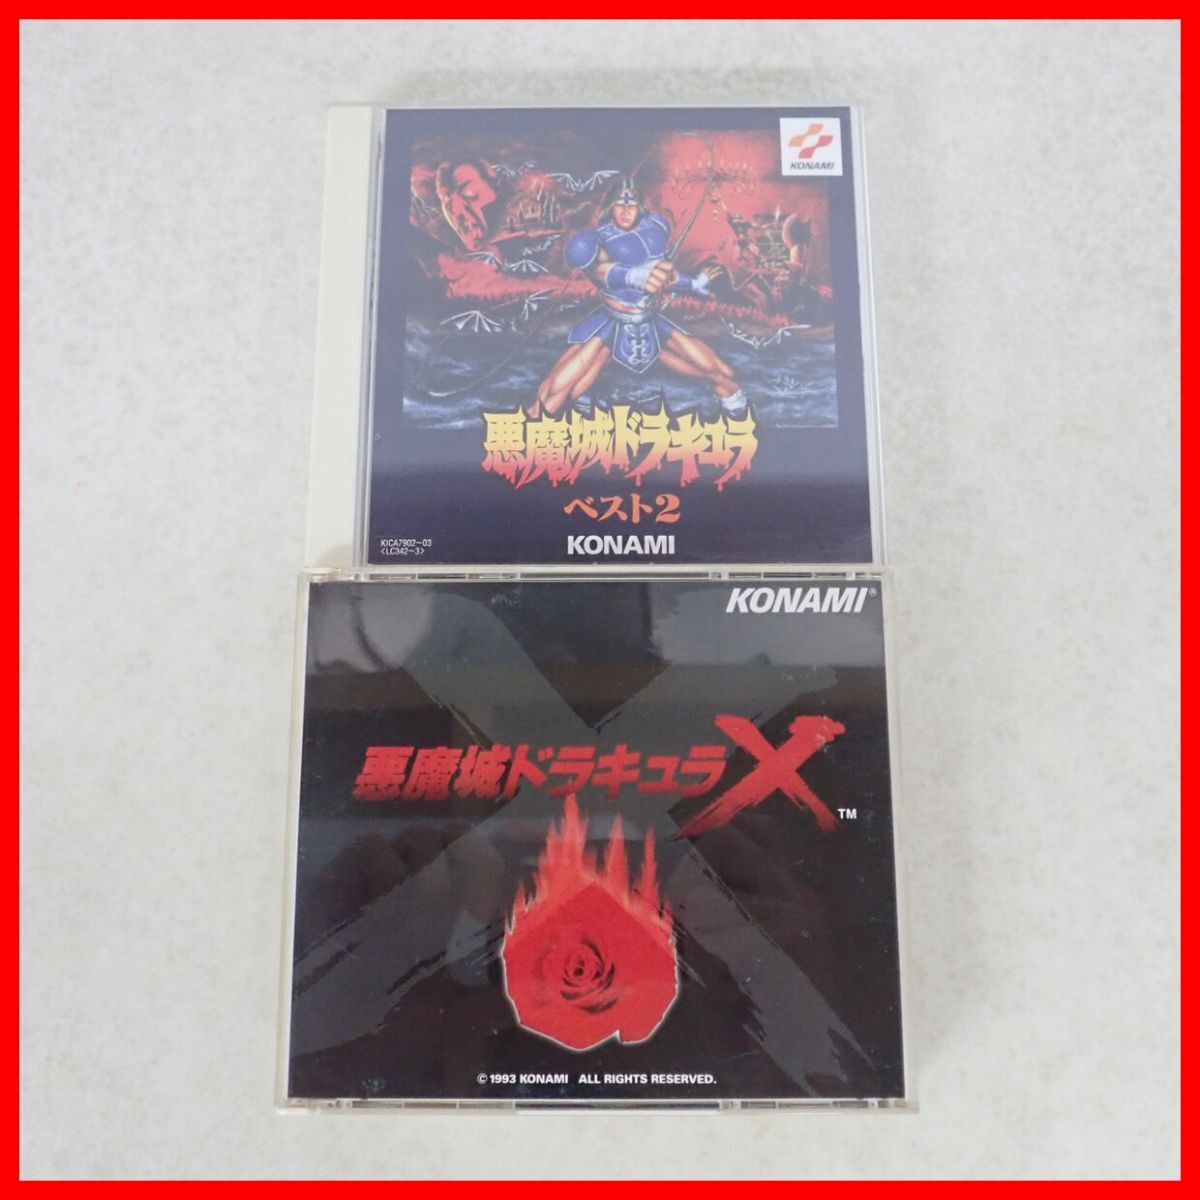 KONAMI
悪魔城ドラキュラ
ベスト2
KICA7902～03
<LC342～3>
KONAMI
KONAMI®
悪魔城ドラキュラX
TM
© 1993 KONAMI ALL RIGHTS RESERVED.